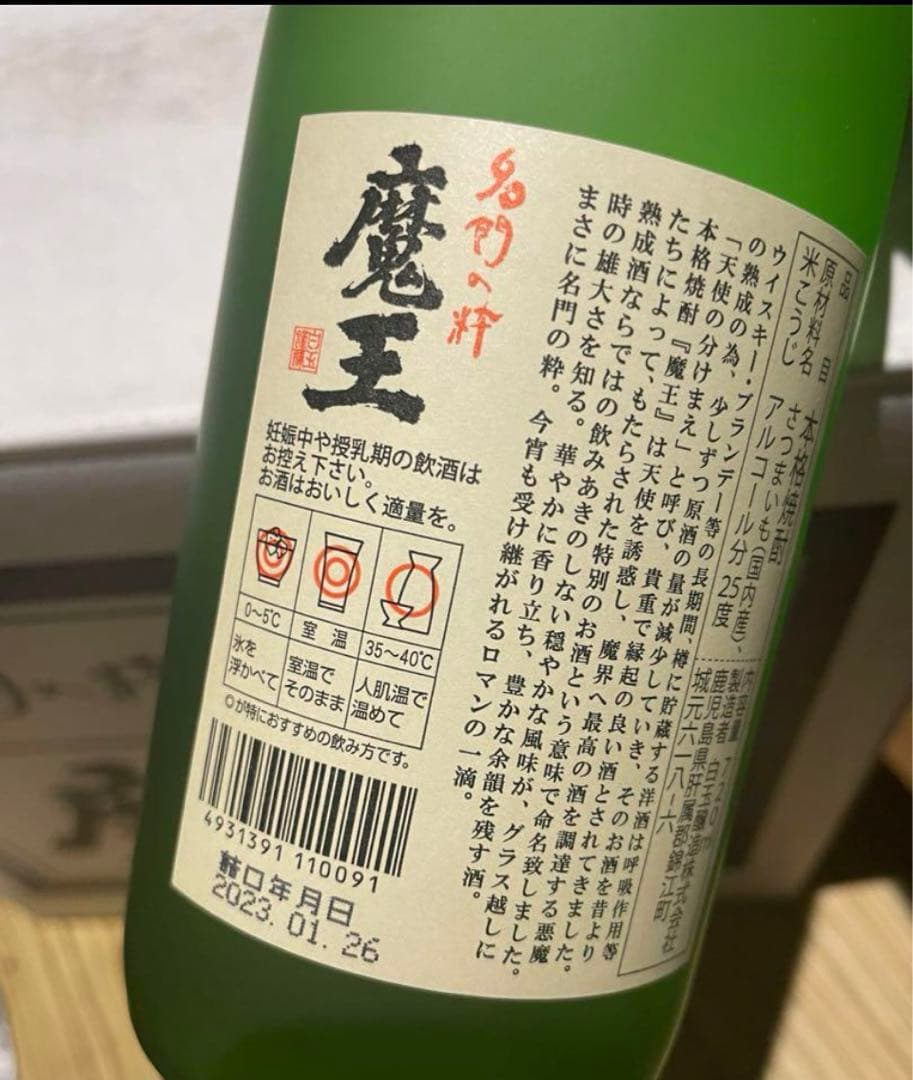 品目 本格焼酎
原材料名 さつまいも(国内産)、
米こうじ アルコール分 25度
内容量 720ml
製造者 白玉醸造株式会社
鹿児島県肝属郡錦江町
城元六一八-六
ウイスキー・ブランデー等の長期間、樽に貯蔵する洋酒は呼吸作用等
の熟成の為、少しずつ原酒の量が減少していき、そのお酒を昔より
「天使の分けまえ」と呼び、貴重で縁起の良い酒とされてきました。
本格焼酎『魔王』は天使を誘惑し、魔界へ最高の酒を調達する悪魔
たちによって、もたらされた特別のお酒という意味で命名致しました。
熟成酒ならではの飲みあきのしない穏やかな風味が、グラス越しに
時の雄大さを知る。華やかに香り立ち、豊かな余韻を残す酒。
まさに名門の粋。今宵も受け継がれるロマンの一滴。
名門の粋
魔王
白玉醸造
妊娠中や授乳期の飲酒は
お控え下さい。
お酒はおいしく適量を。
0〜5℃ 室温 35〜40℃
氷を
浮かべて
室温で
そのまま
人肌温で
温めて
◎が特におすすめの飲み方です。
4931391 110091
詰口年月日
2023.01.26